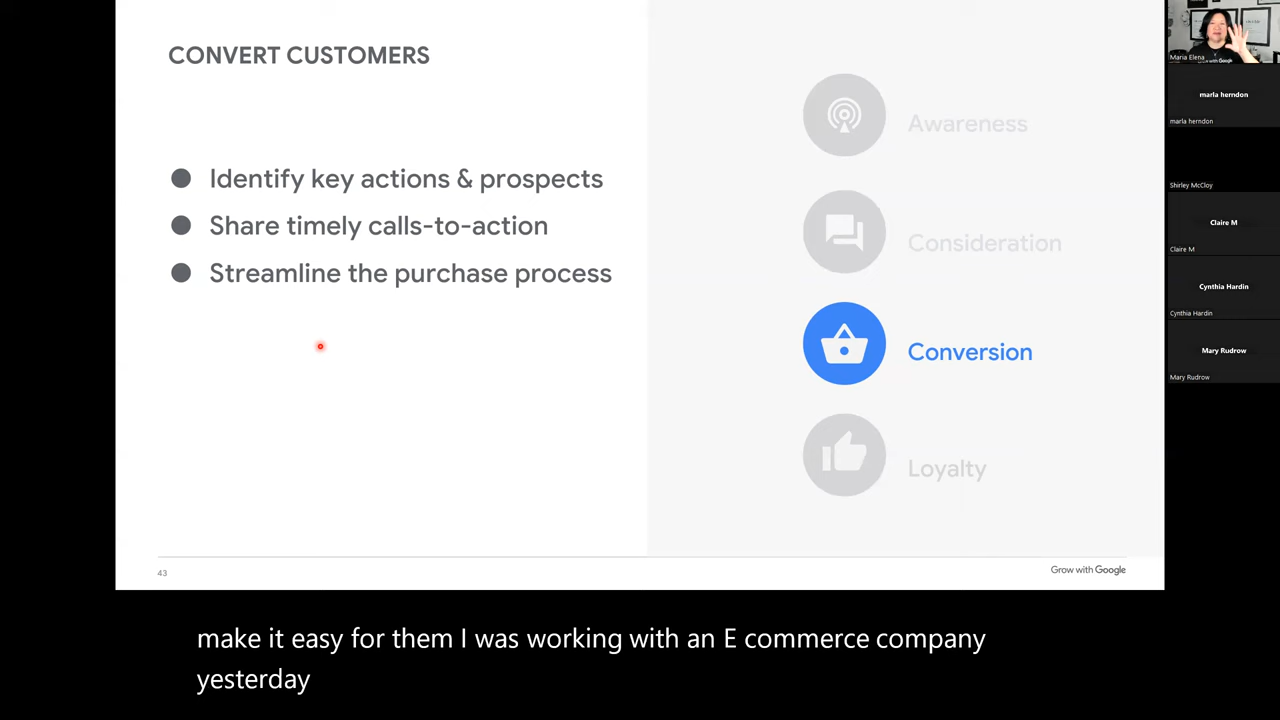 CONVERT CUSTOMERS
Identify key actions & prospects
Share timely calls-to-action
Streamline the purchase process
Awareness
Consideration
Conversion
Loyalty
43
Grow with Google
Maria Elena
marla herndon
marla herndon
Shirley McCloy
Claire M
Claire M
Cynthia Hardin
Cynthia Hardin
Mary Rudrow
Mary Rudrow
make it easy for them I was working with an E commerce company
yesterday